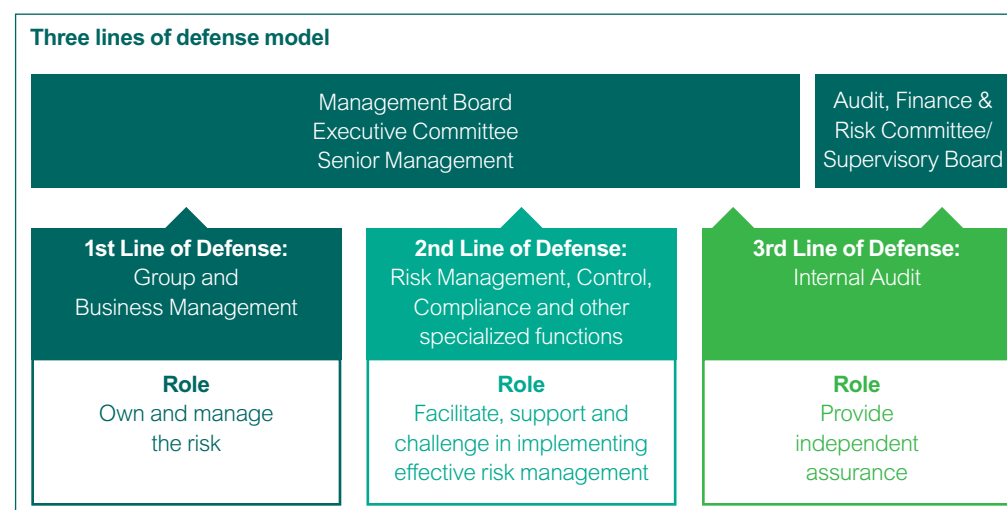 Three lines of defense model
Management Board
Executive Committee
Senior Management
Audit, Finance &
Risk Committee/
Supervisory Board
1st Line of Defense:
Group and
Business Management
Role
Own and manage
the risk
2nd Line of Defense:
Risk Management, Control,
Compliance and other
specialized functions
Role
Facilitate, support and
challenge in implementing
effective risk management
3rd Line of Defense:
Internal Audit
Role
Provide
independent
assurance